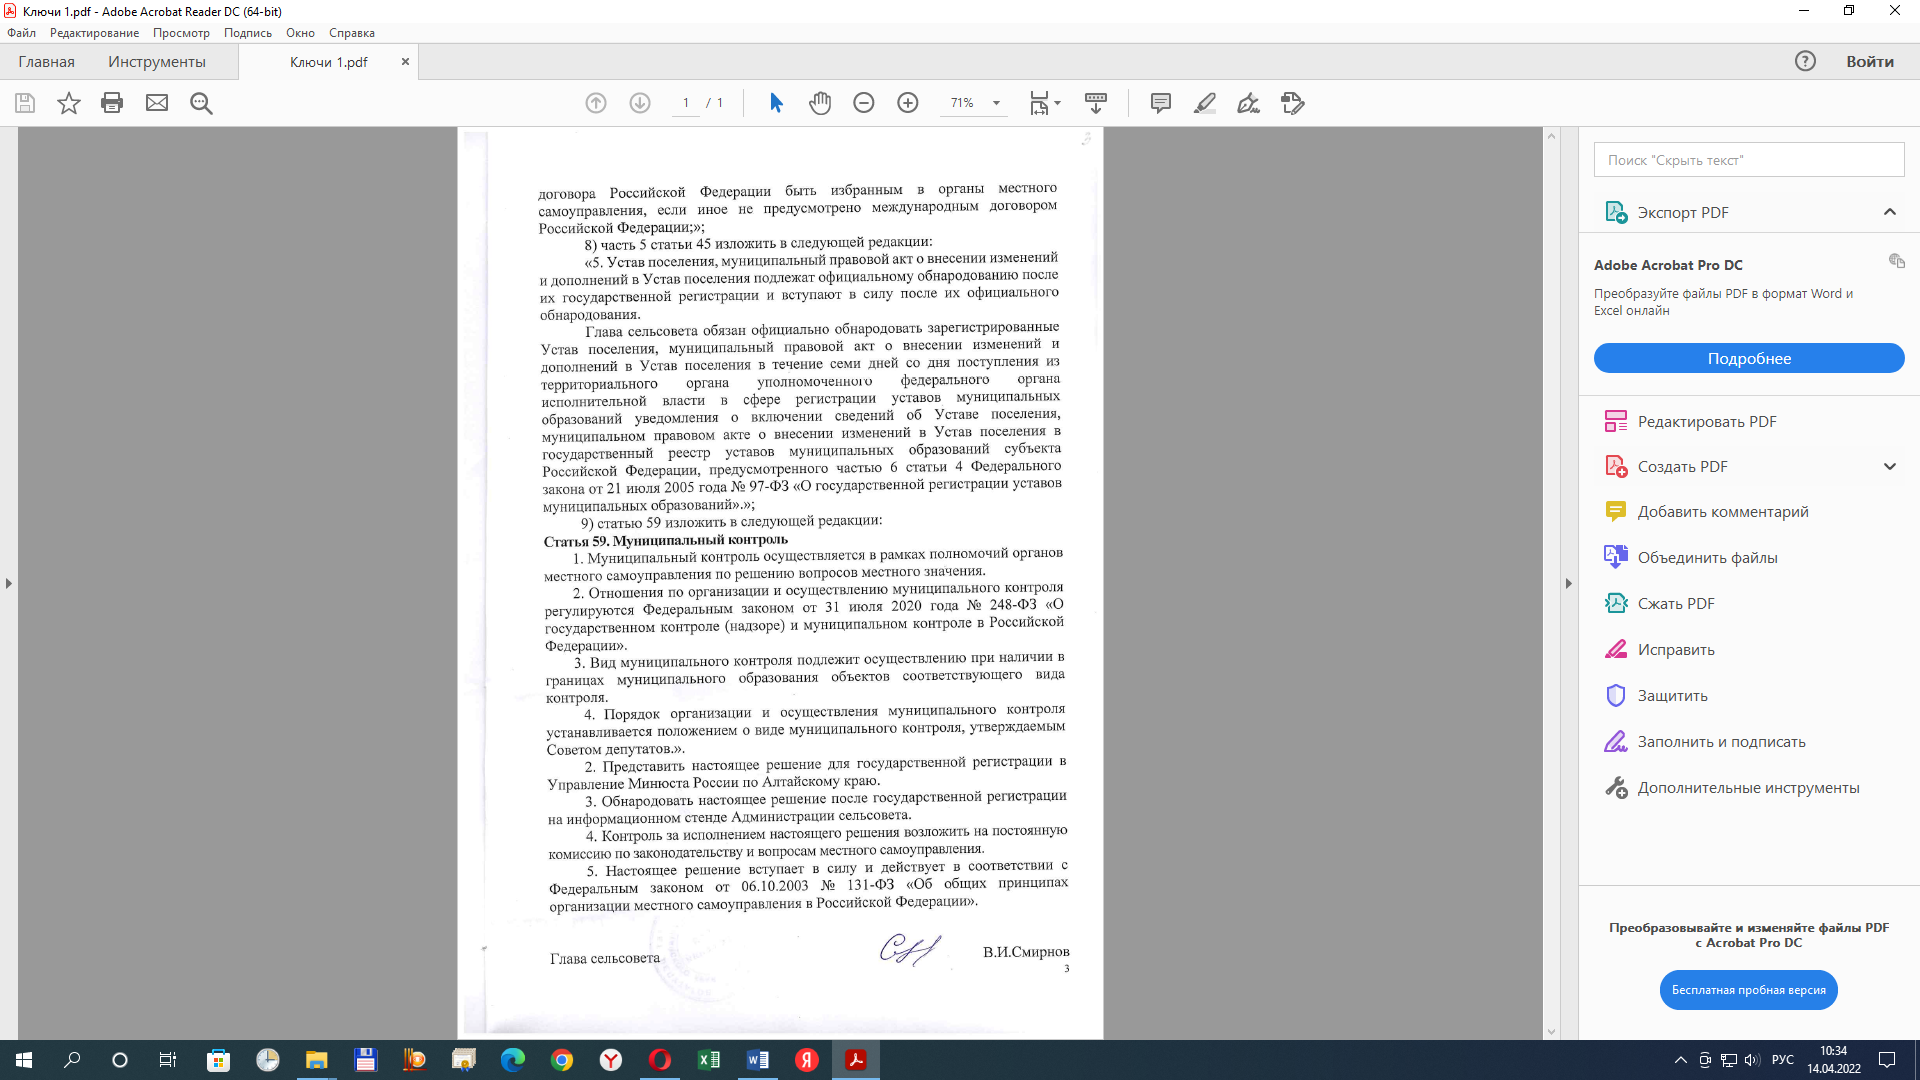 Ключи 1.pdf - Adobe Acrobat Reader DC (64-bit)
Файл Редактирование Просмотр Подпись Окно Справка
Главная Инструменты Ключи 1.pdf × ? Войти
1 / 1 71%
договора Российской Федерации быть избранным в органы местного
самоуправления, если иное не предусмотрено международным договором
Российской Федерации;»;
8) часть 5 статьи 45 изложить в следующей редакции:
«5. Устав поселения, муниципальный правовой акт о внесении изменений
и дополнений в Устав поселения подлежат официальному обнародованию после
их государственной регистрации и вступают в силу после их официального
обнародования.
Глава сельсовета обязан официально обнародовать зарегистрированные
Устав поселения, муниципальный правовой акт о внесении изменений и
дополнений в Устав поселения в течение семи дней со дня поступления из
территориального органа уполномоченного федерального органа
исполнительной власти в сфере регистрации уставов муниципальных
образований уведомления о включении сведений об Уставе поселения,
муниципальном правовом акте о внесении изменений в Устав поселения в
государственный реестр уставов муниципальных образований субъекта
Российской Федерации, предусмотренного частью 6 статьи 4 Федерального
закона от 21 июля 2005 года № 97-ФЗ «О государственной регистрации уставов
муниципальных образований».»;
9) статью 59 изложить в следующей редакции:
Статья 59. Муниципальный контроль
1. Муниципальный контроль осуществляется в рамках полномочий органов
местного самоуправления по решению вопросов местного значения.
2. Отношения по организации и осуществлению муниципального контроля
регулируются Федеральным законом от 31 июля 2020 года № 248-ФЗ «О
государственном контроле (надзоре) и муниципальном контроле в Российской
Федерации».
3. Вид муниципального контроля подлежит осуществлению при наличии в
границах муниципального образования объектов соответствующего вида
контроля.
4. Порядок организации и осуществления муниципального контроля
устанавливается положением о виде муниципального контроля, утверждаемым
Советом депутатов.».
2. Представить настоящее решение для государственной регистрации в
Управление Минюста России по Алтайскому краю.
3. Обнародовать настоящее решение после государственной регистрации
на информационном стенде Администрации сельсовета.
4. Контроль за исполнением настоящего решения возложить на постоянную
комиссию по законодательству и вопросам местного самоуправления.
5. Настоящее решение вступает в силу и действует в соответствии с
Федеральным законом от 06.10.2003 № 131-ФЗ «Об общих принципах
организации местного самоуправления в Российской Федерации».
Глава сельсовета В.И.Смирнов
3
Поиск "Скрыть текст"
Экспорт PDF
Adobe Acrobat Pro DC
Преобразуйте файлы PDF в формат Word и
Excel онлайн
Подробнее
Редактировать PDF
Создать PDF
Добавить комментарий
Объединить файлы
Сжать PDF
Исправить
Защитить
Заполнить и подписать
Дополнительные инструменты
Преобразовывайте и изменяйте файлы PDF
с Acrobat Pro DC
Бесплатная пробная версия
РУС 10:34
14.04.2022